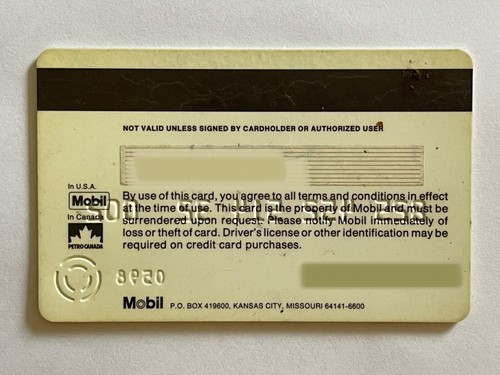 NOT VALID UNLESS SIGNED BY CARDHOLDER OR AUTHORIZED USER
In U.S.A.
Mobil
In Canada
PETRO-CANADA
By use of this card, you agree to all terms and conditions in effect
at the time of use. This card is the property of Mobil and must be
surrendered upon request. Please notify Mobil immediately of
loss or theft of card. Driver's license or other identification may be
required on credit card purchases.
Mobil P.O. BOX 419600, KANSAS CITY, MISSOURI 64141-6600